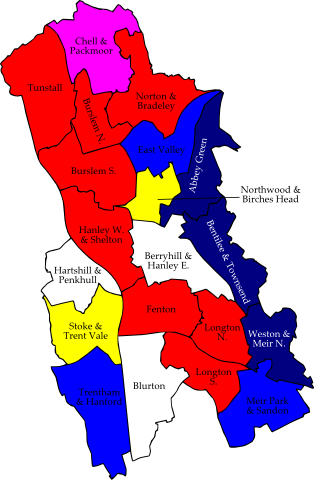 Chell &
Packmoor
Tunstall
Burslem N.
Norton &
Bradeley
East Valley
Abbey Green
Burslem S.
Northwood &
Birches Head
Hanley W.
& Shelton
Berryhill &
Hanley E.
Bentilee & Townsend
Hartshill &
Penkhull
Fenton
Stoke &
Trent Vale
Longton
N.
Weston &
Meir N.
Longton
S.
Blurton
Trentham
& Hanford
Meir Park
& Sandon